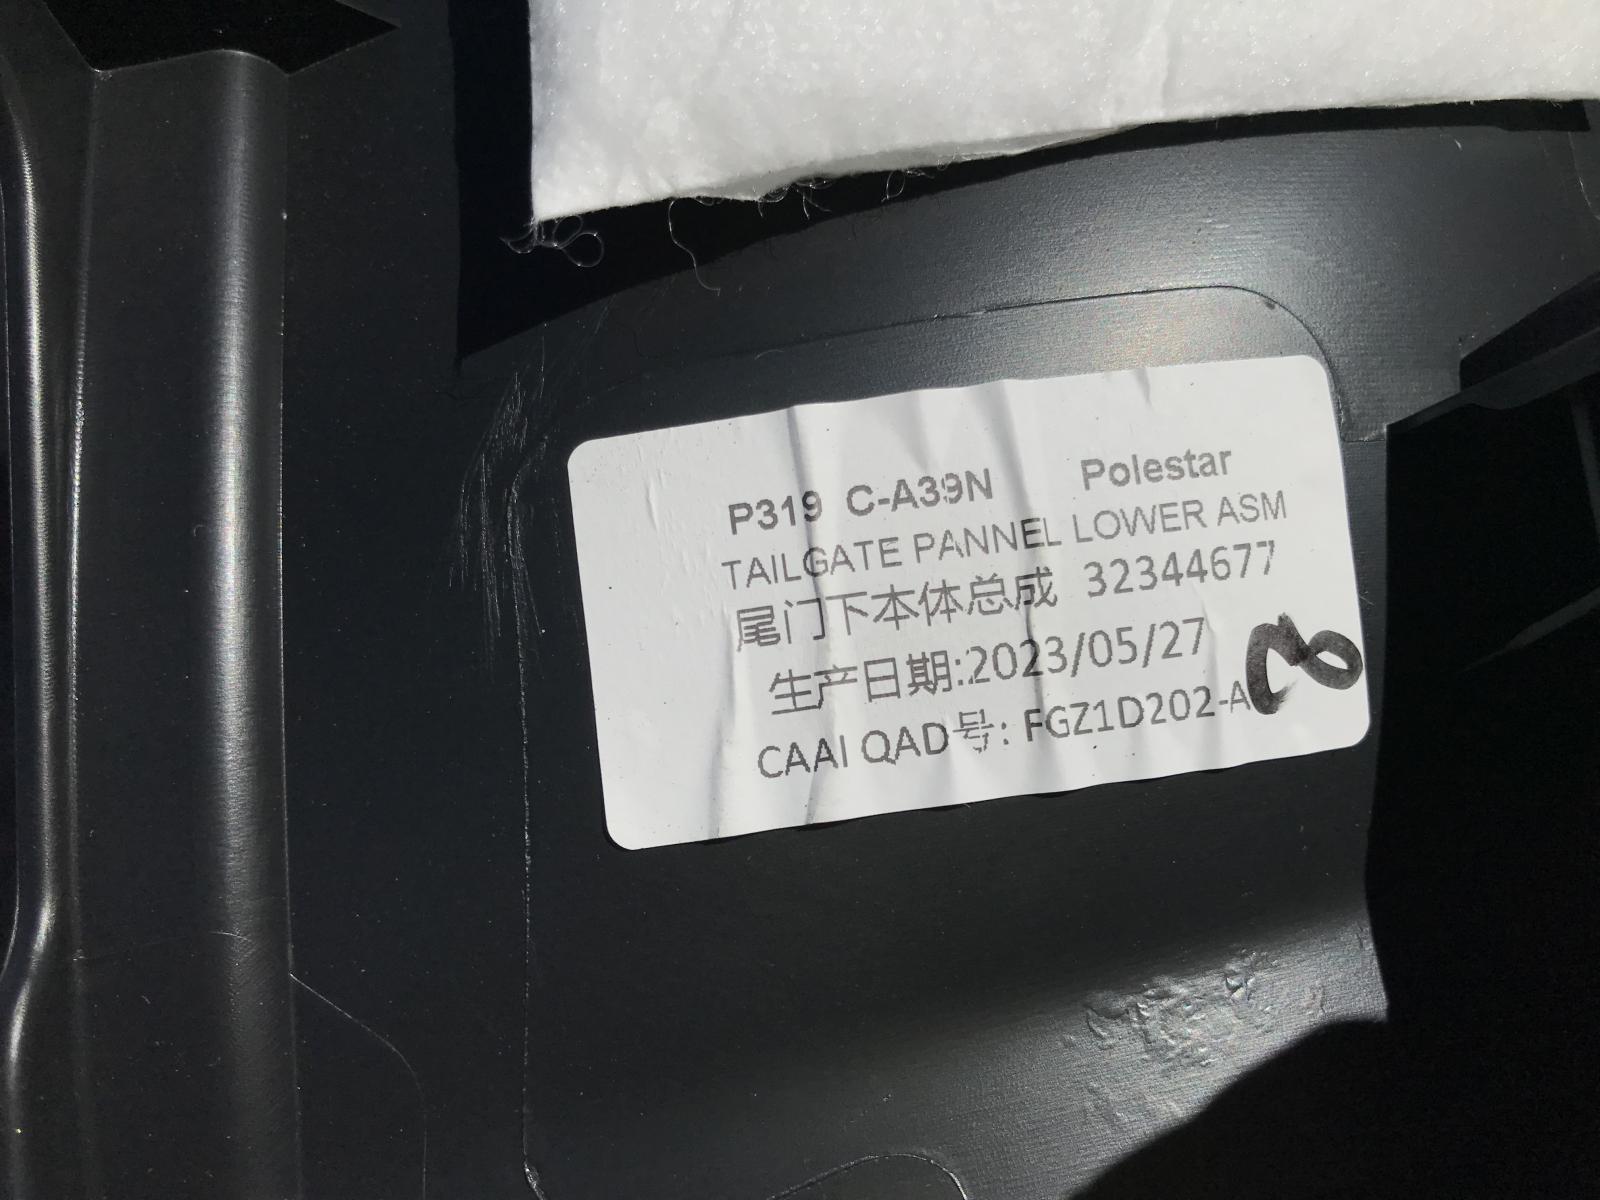 P319 C-A39N Polestar
TAILGATE PANNEL LOWER ASM
尾门下本体总成 32344677
生产日期:2023/05/27
CAAI QAD号: FGZ1D202-A